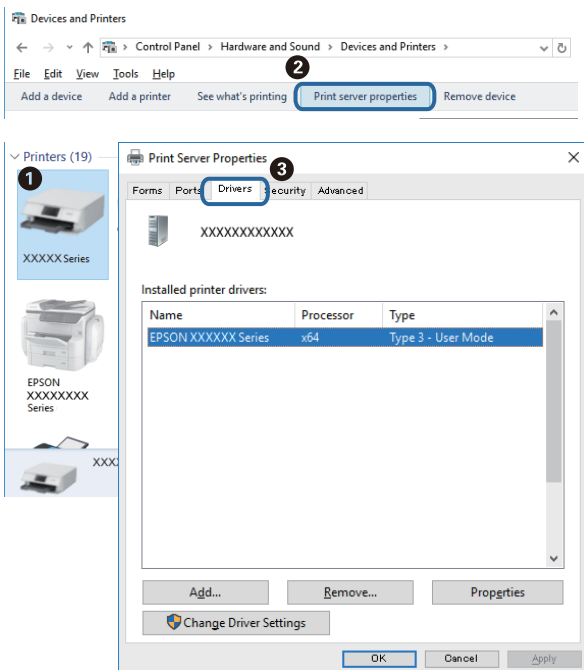 Devices and Printers
Control Panel > Hardware and Sound > Devices and Printers >
2
File Edit View Tools Help
Add a device Add a printer See what's printing Print server properties Remove device
Printers (19)
1
XXXXX Series
EPSON
XXXXXXXX
Series
XXX
Print Server Properties
3
Forms Ports Drivers ecurity Advanced
XXXXXXXXXXXX
Installed printer drivers:
Name Processor Type
EPSON XXXXXX Series x64 Type 3 - User Mode
Add... Remove... Properties
Change Driver Settings
OK Cancel Apply